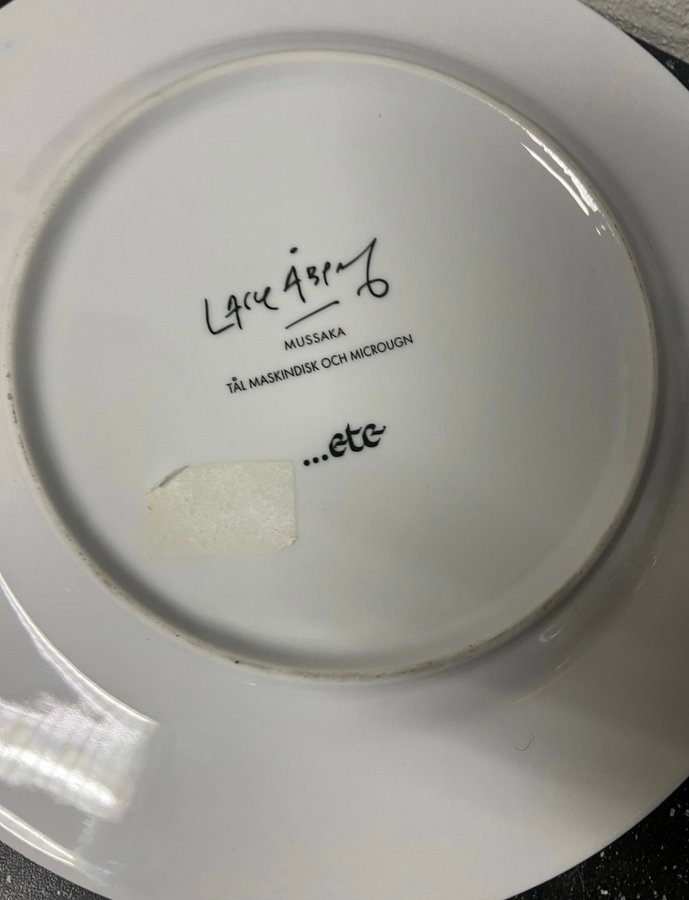 LASSE ÅBERG
MUSSAKA
TÅL MASKINDISK OCH MICROUGN
...etc